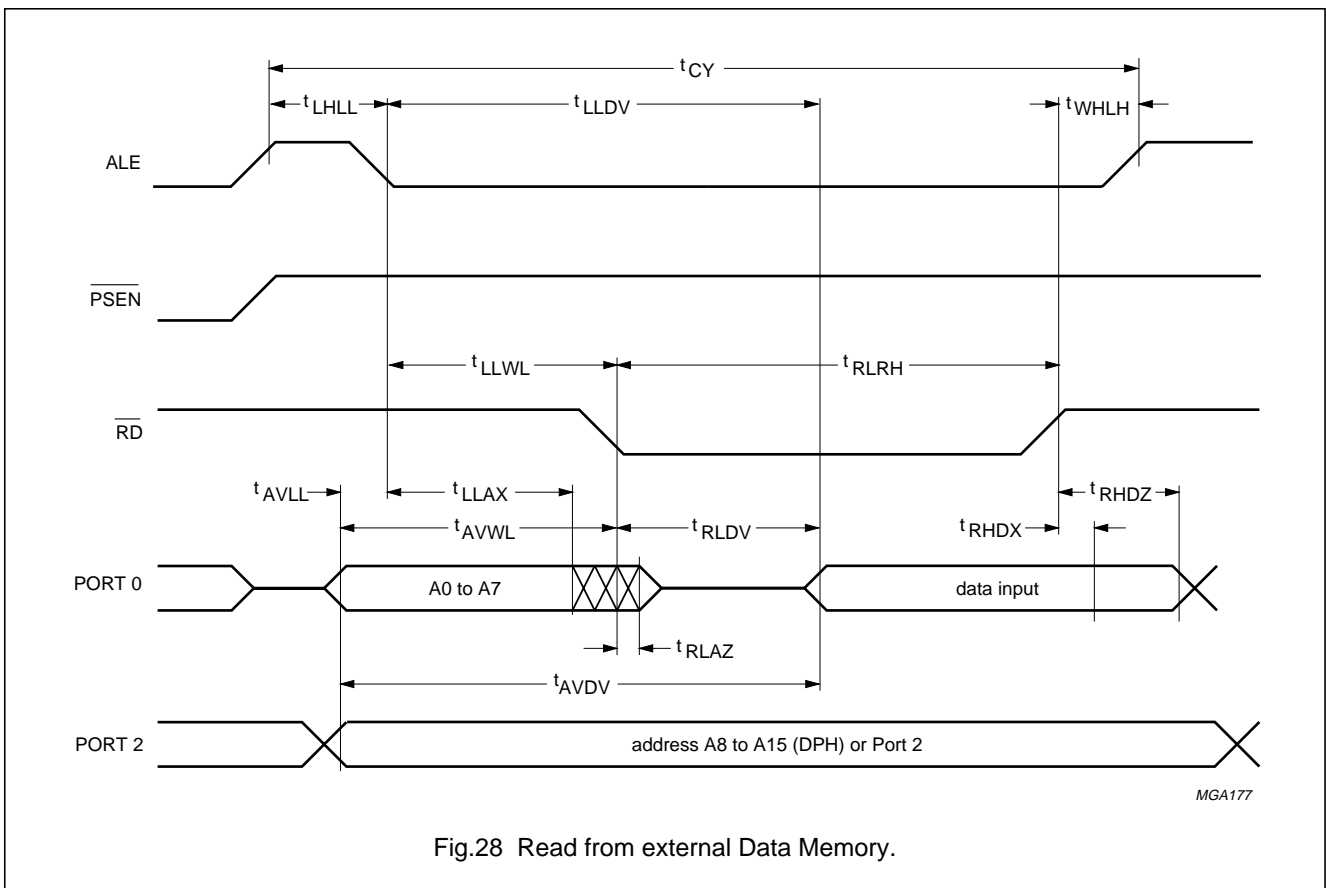 tCY
tLHLL tLLDV tWHLH
ALE
PSEN
tLLWL tRLRH
RD
tAVLL tLLAX tRHDZ
tAVWL tRLDV tRHDX
PORT 0 A0 to A7 data input
tRLAZ
tAVDV
PORT 2 address A8 to A15 (DPH) or Port 2
MGA177
Fig.28 Read from external Data Memory.